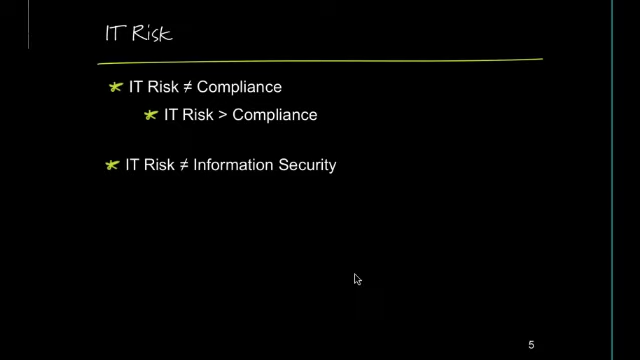 IT Risk
IT Risk ≠ Compliance
IT Risk > Compliance
IT Risk ≠ Information Security
5